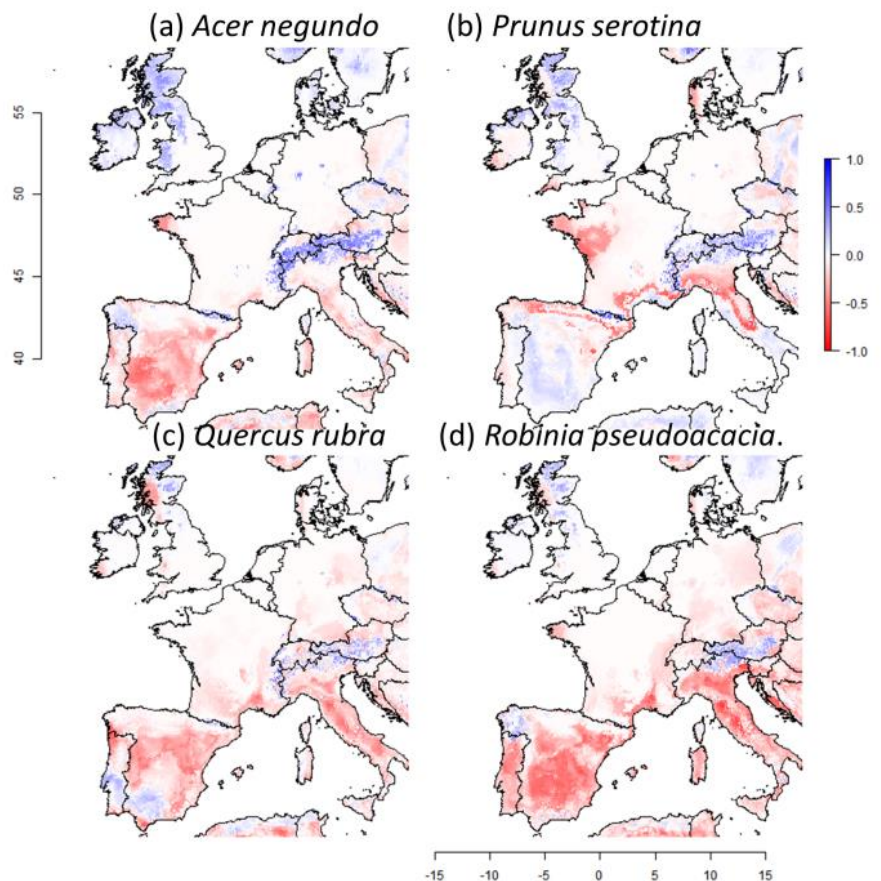 (a) Acer negundo
(b) Prunus serotina
55
50
45
40
1.0
0.5
0.0
-0.5
-1.0
(c) Quercus rubra
(d) Robinia pseudoacacia.
-15 -10 -5 0 5 10 15